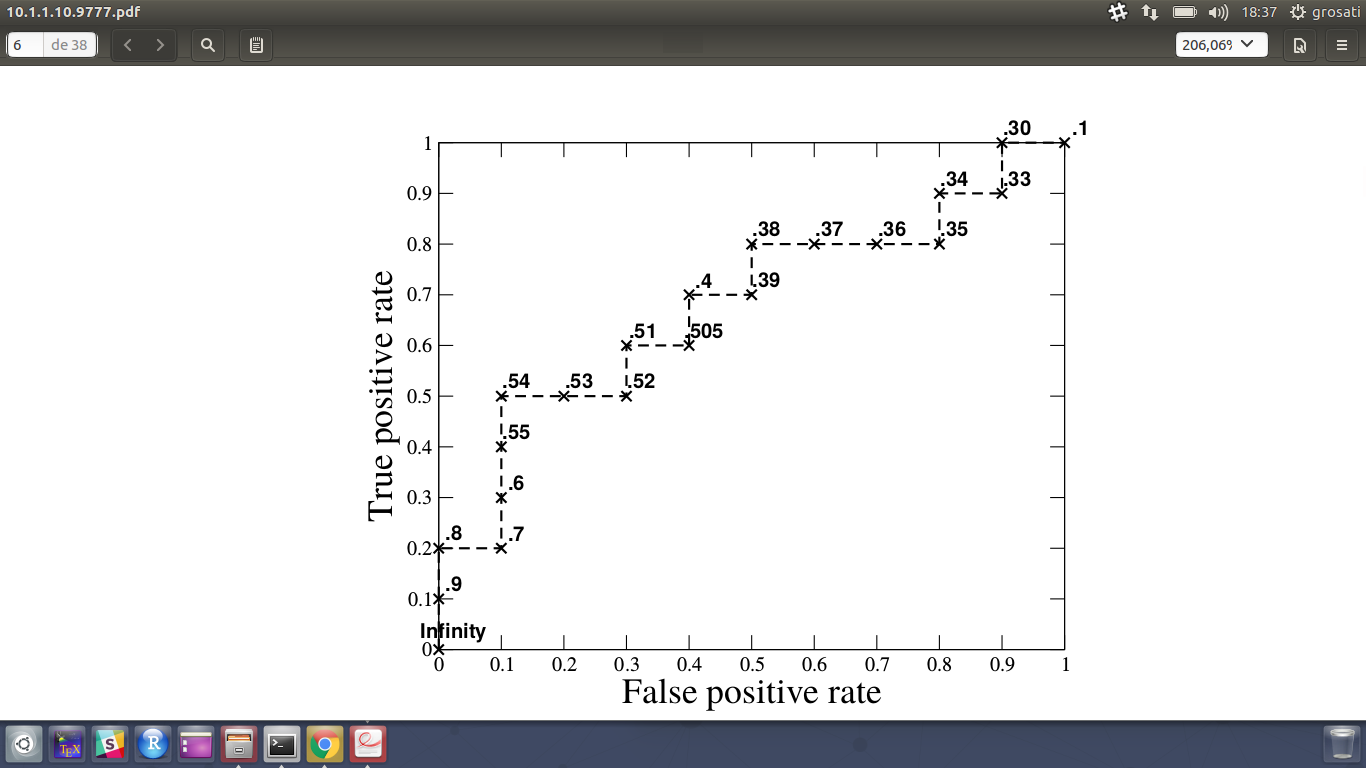 10.1.1.10.9777.pdf
18:37 grosati
6 de 38
206,06%
.30 .1
1
.34 .33
0.9
.38 .37 .36 .35
0.8
.4 .39
0.7
.51 .505
0.6
.54 .53 .52
0.5
.55
0.4
.6
0.3
.8 .7
0.2
.9
0.1
Infinity
0
0 0.1 0.2 0.3 0.4 0.5 0.6 0.7 0.8 0.9 1
True positive rate
False positive rate
TEX
S
R